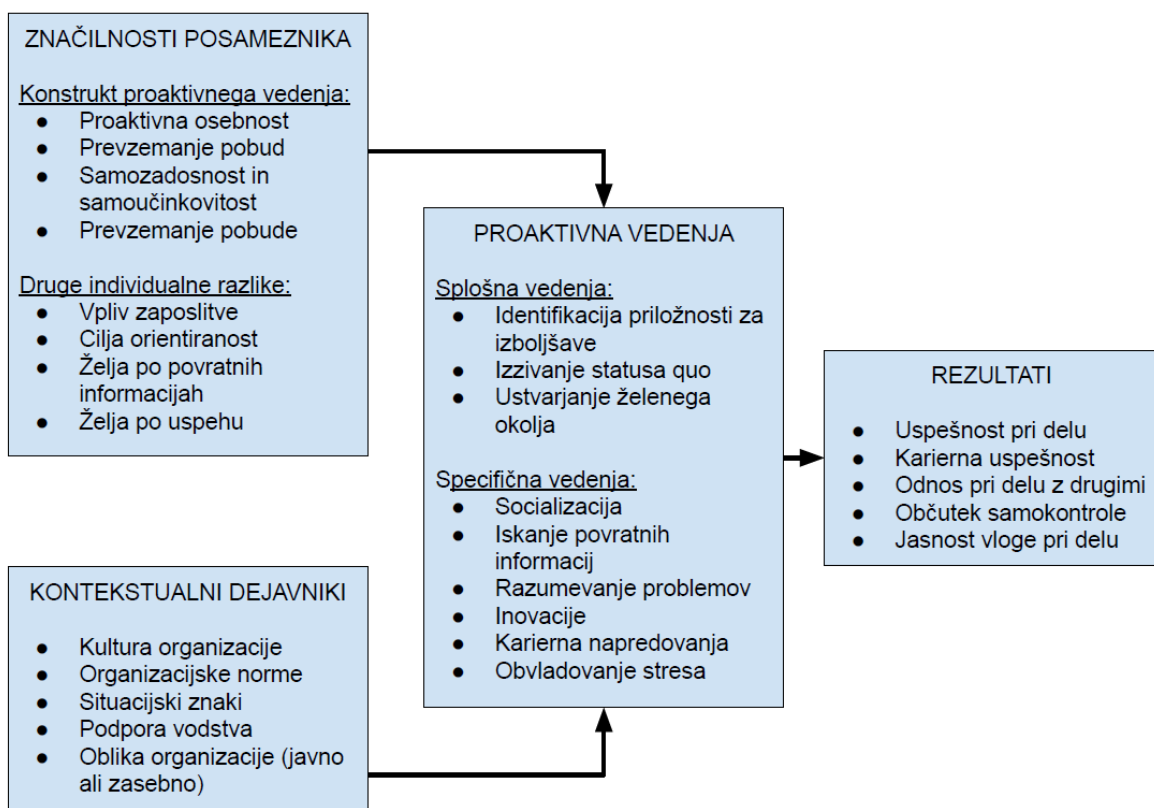 ZNAČILNOSTI POSAMEZNIKA
Konstrukt proaktivnega vedenja:
● Proaktivna osebnost
● Prevzemanje pobud
● Samozadosnost in
samoučinkovitost
● Prevzemanje pobude
Druge individualne razlike:
● Vpliv zaposlitve
● Cilja orientiranost
● Želja po povratnih
informacijah
● Želja po uspehu
KONTEKSTUALNI DEJAVNIKI
● Kultura organizacije
● Organizacijske norme
● Situacijski znaki
● Podpora vodstva
● Oblika organizacije (javno
ali zasebno)
PROAKTIVNA VEDENJA
Splošna vedenja:
● Identifikacija priložnosti za
izboljšave
● Izzivanje statusa quo
● Ustvarjanje želenega
okolja
Specifična vedenja:
● Socializacija
● Iskanje povratnih
informacij
● Razumevanje problemov
● Inovacije
● Karierna napredovanja
● Obvladovanje stresa
REZULTATI
● Uspešnost pri delu
● Karierna uspešnost
● Odnos pri delu z drugimi
● Občutek samokontrole
● Jasnost vloge pri delu